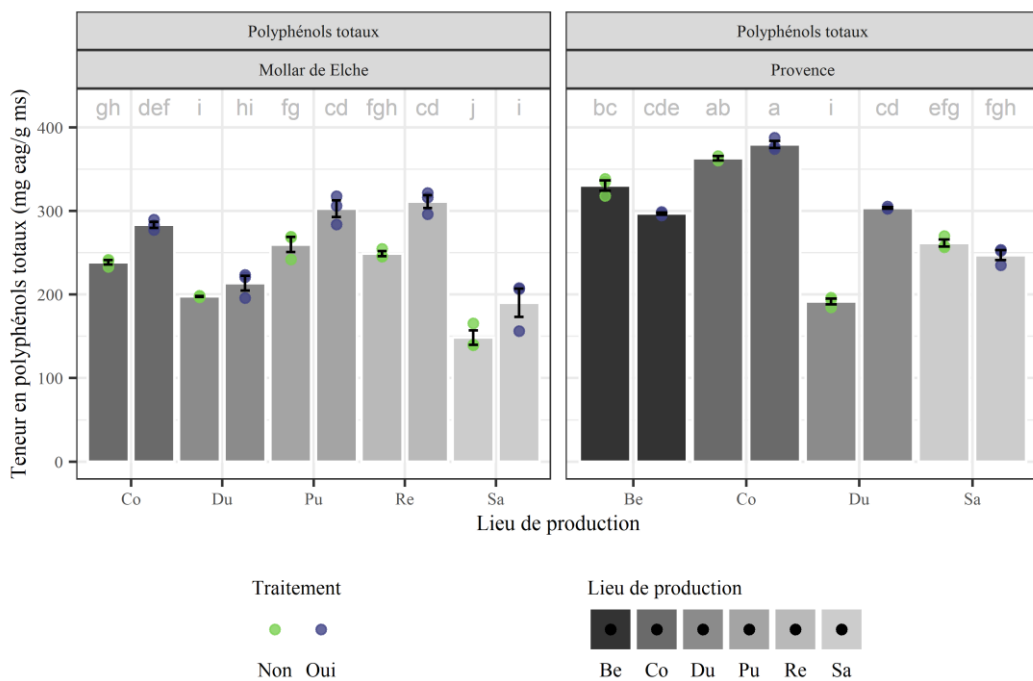 Polyphénols totaux
Polyphénols totaux
Mollar de Elche
Provence
gh def i hi fg cd fgh cd j i
bc cde ab a i cd efg fgh
Teneur en polyphénols totaux (mg eag/g ms)
400
300
200
100
0
Co Du Pu Re Sa
Be Co Du Sa
Lieu de production
Traitement
Non Oui
Lieu de production
Be Co Du Pu Re Sa